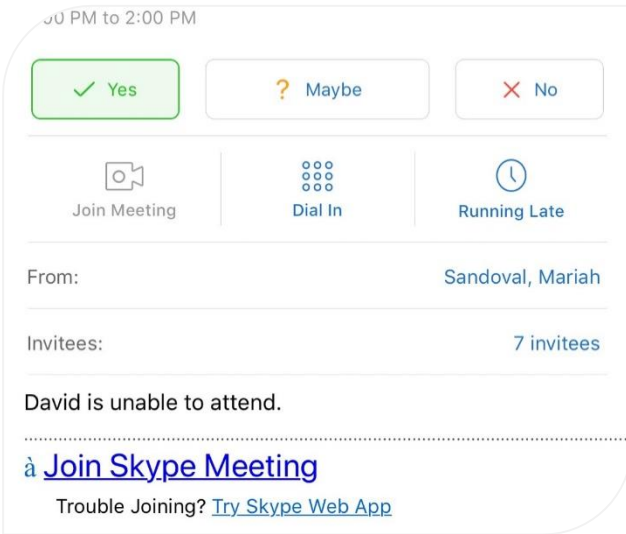 00 PM to 2:00 PM
Yes ? Maybe No
Join Meeting Dial In Running Late
From: Sandoval, Mariah
Invitees: 7 invitees
David is unable to attend.
à Join Skype Meeting
Trouble Joining? Try Skype Web App